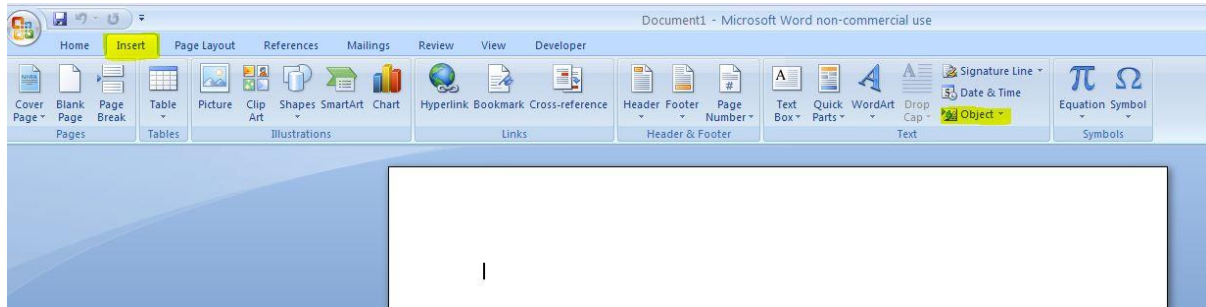 Document1 - Microsoft Word non-commercial use
Home Insert Page Layout References Mailings Review View Developer
Cover Page Blank Page Page Break Table Picture Clip Art Shapes SmartArt Chart Hyperlink Bookmark Cross-reference Header Footer Page Number Text Box Quick Parts WordArt Drop Cap Signature Line Date & Time Object Equation Symbol
Pages Tables Illustrations Links Header & Footer Text Symbols